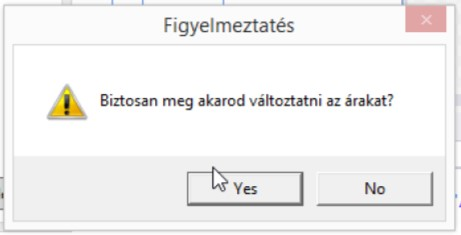 Figyelmeztatés
Biztosan meg akarod változtatni az árakat?
Yes
No